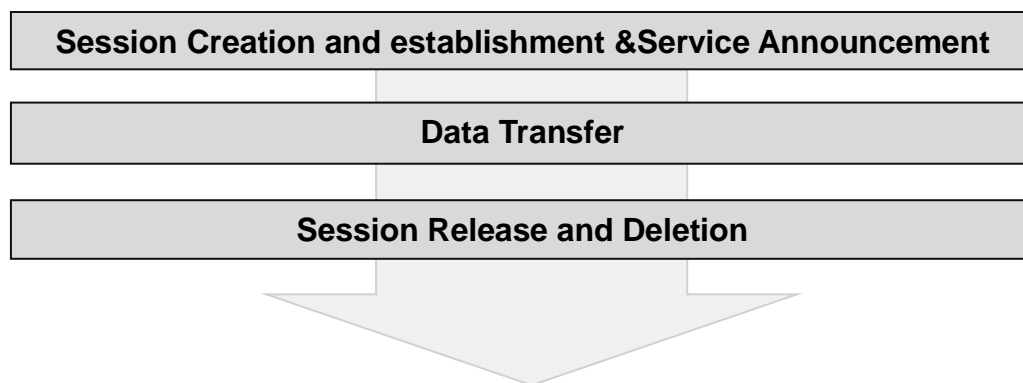 Session Creation and establishment &Service Announcement
Data Transfer
Session Release and Deletion